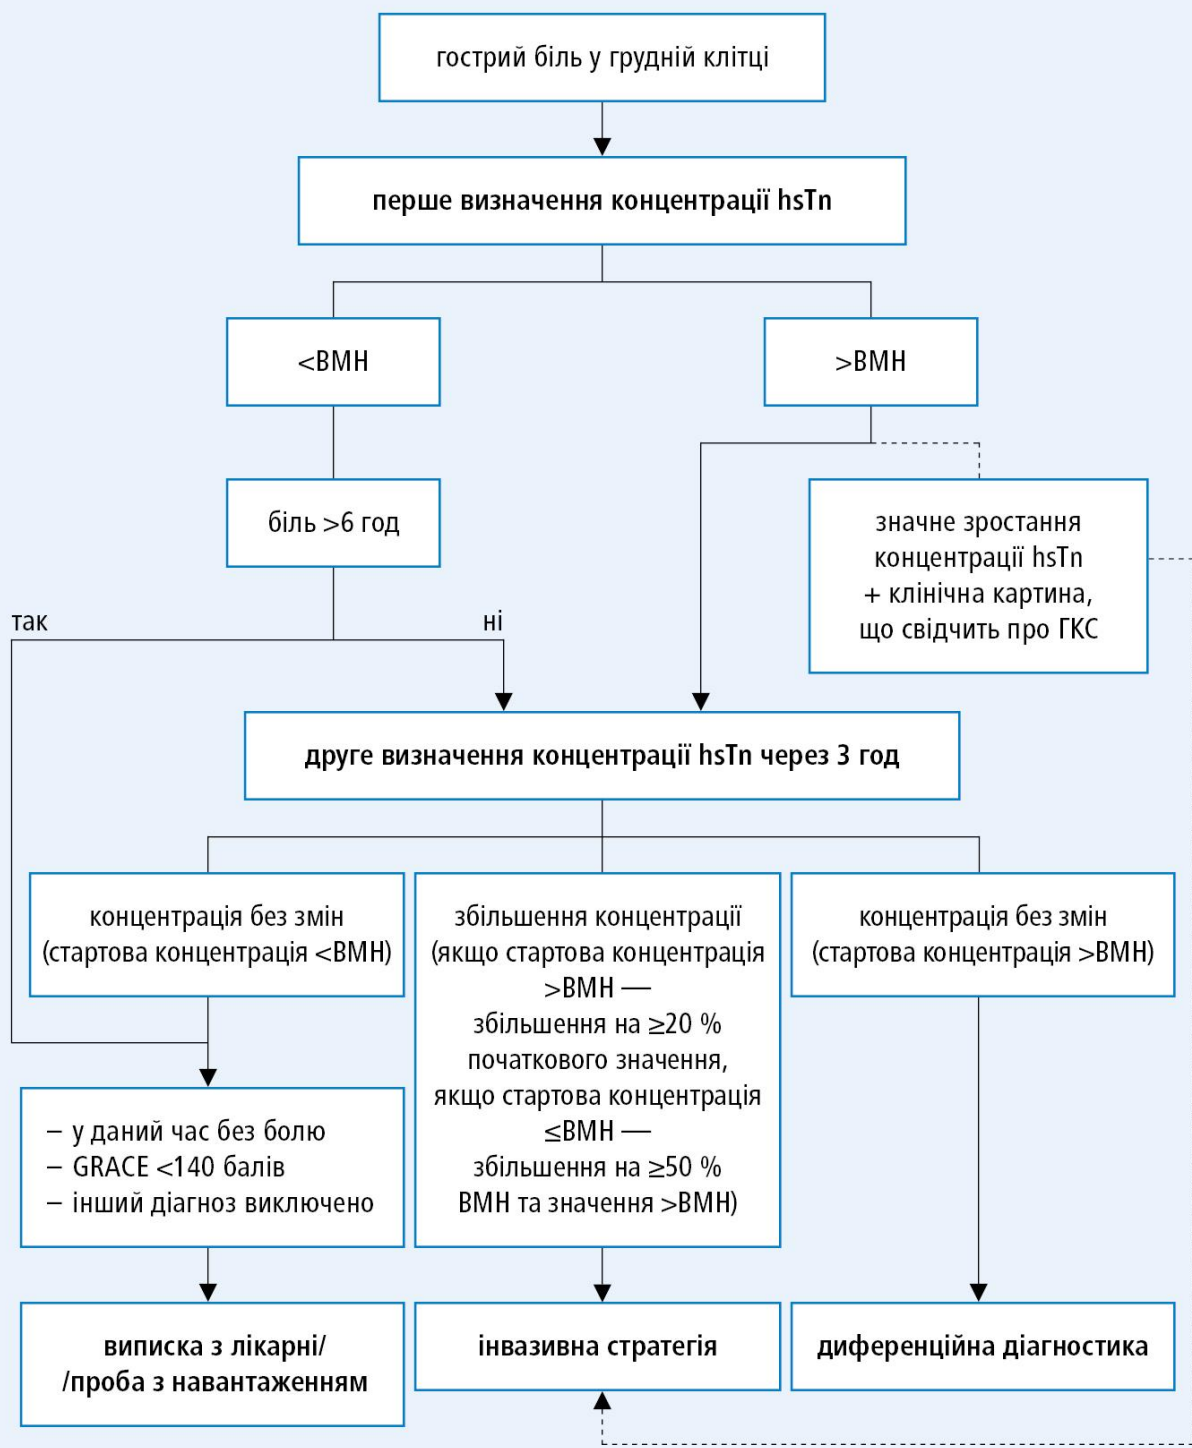 гострий біль у грудній клітці
перше визначення концентрації hsTn
<ВМН
>ВМН
біль >6 год
значне зростання
концентрації hsTn
+ клінічна картина,
що свідчить про ГКС
так
ні
друге визначення концентрації hsTn через 3 год
концентрація без змін
(стартова концентрація <ВМН)
збільшення концентрації
(якщо стартова концентрація
>ВМН —
збільшення на ≥20 %
початкового значення,
якщо стартова концентрація
≤ВМН —
збільшення на ≥50 %
ВМН та значення >ВМН)
концентрація без змін
(стартова концентрація >ВМН)
– у даний час без болю
– GRACE <140 балів
– інший діагноз виключено
виписка з лікарні/
/проба з навантаженням
інвазивна стратегія
диференційна діагностика